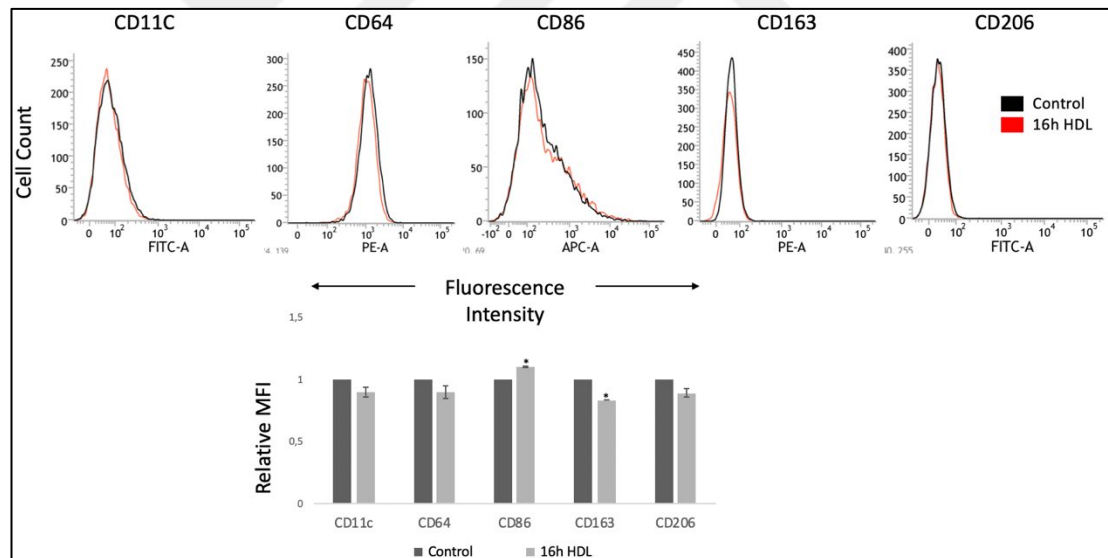 CD11C CD64 CD86 CD163 CD206
Cell Count
250
200
150
100
50
0
0 10² 10³ 10⁴ 10⁵
FITC-A
300
250
200
150
100
50
0
0 10² 10³ 10⁴ 10⁵
PE-A
150
100
50
0
-10² 0 10² 10³ 10⁴ 10⁵
APC-A
450
400
350
300
250
200
150
100
50
0
0 10² 10³ 10⁴ 10⁵
PE-A
400
350
300
250
200
150
100
50
0
0 10² 10³ 10⁴ 10⁵
FITC-A
Control
16h HDL
Fluorescence
Intensity
Relative MFI
1,5
1
0,5
0
* *
CD11c CD64 CD86 CD163 CD206
Control 16h HDL